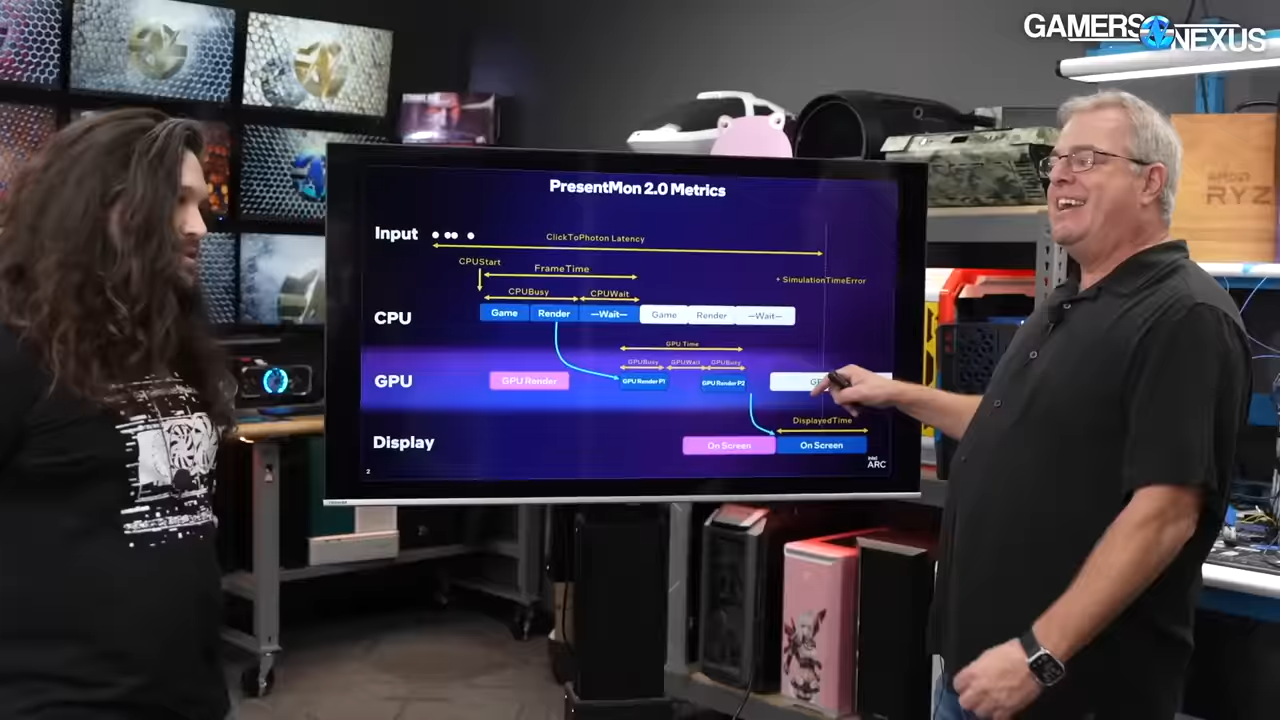 GAMERS NEXUS
PresentMon 2.0 Metrics
Input
ClickToPhoton Latency
CPUStart
FrameTime
+ SimulationTimeError
CPUBusy
CPUWait
CPU
Game
Render
—Wait—
Game
Render
—Wait—
GPU Time
GPUBusy
GPUWait
GPUBusy
GPU
GPU Render
GPU Render P1
GPU Render P2
DisplayedTime
Display
On Screen
On Screen
intel
ARC
2
TOSHIBA
AMD
RYZ